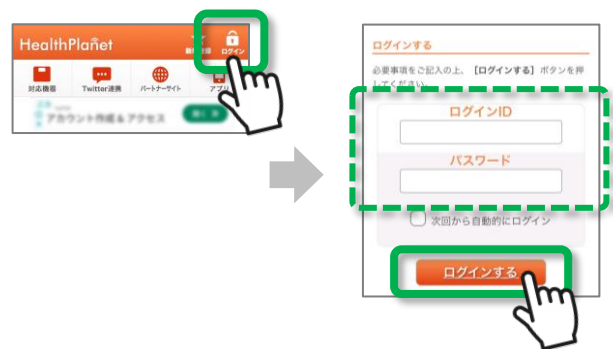 HealthPlanet
ログイン
対応機器
Twitter連携
パートナーサイト
アプリ
アカウント作成 & アクセス
ログインする
必要事項をご記入の上、【ログインする】ボタンを押
してください。
ログインID
パスワード
次回から自動的にログイン
ログインする